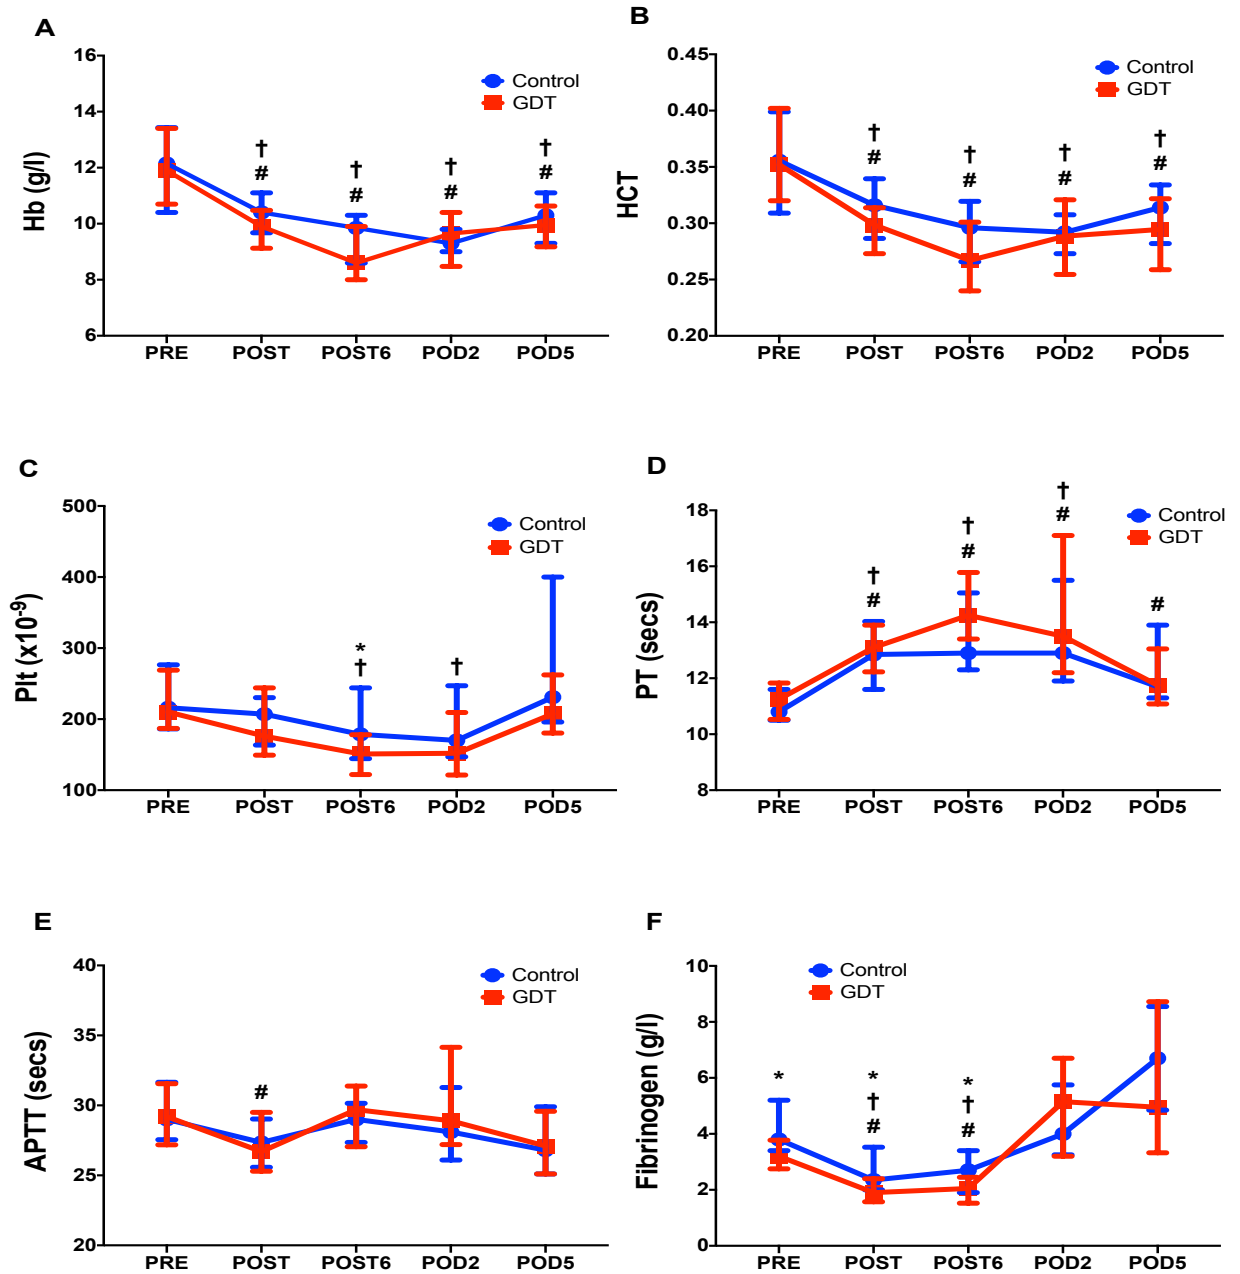 A
Hb (g/l)
16
14
12
10
8
6
Control
GDT
†
#
†
#
†
#
†
#
PRE POST POST6 POD2 POD5
B
HCT
0.45
0.40
0.35
0.30
0.25
0.20
Control
GDT
†
#
†
#
†
#
†
#
PRE POST POST6 POD2 POD5
C
Plt (x10-9)
500
400
300
200
100
Control
GDT
*
†
†
PRE POST POST6 POD2 POD5
D
PT (secs)
18
16
14
12
10
8
Control
GDT
†
#
†
#
†
#
#
PRE POST POST6 POD2 POD5
E
APTT (secs)
40
35
30
25
20
Control
GDT
#
PRE POST POST6 POD2 POD5
F
Fibrinogen (g/l)
10
8
6
4
2
0
Control
GDT
*
*
†
#
*
†
#
PRE POST POST6 POD2 POD5